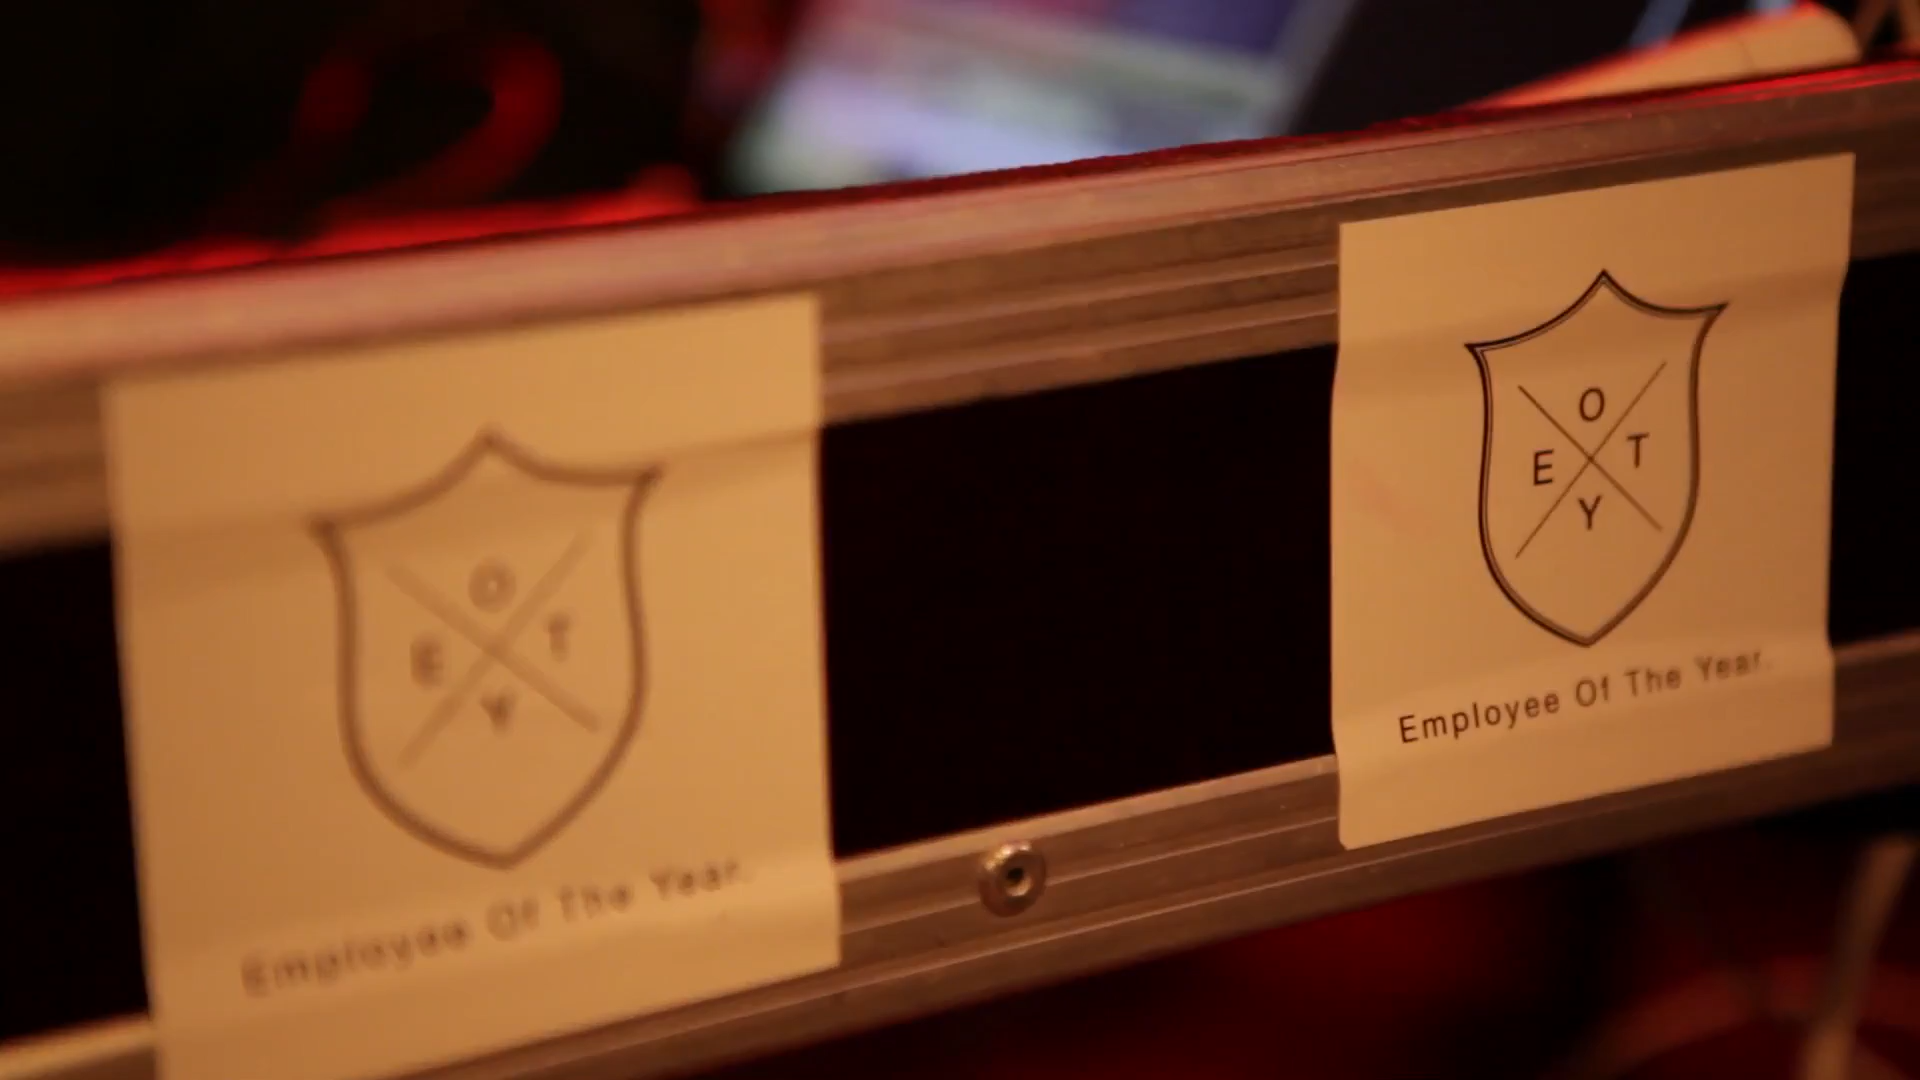 O
E T
Y
Employee Of The Year.
O
E T
Y
Employee Of The Year.